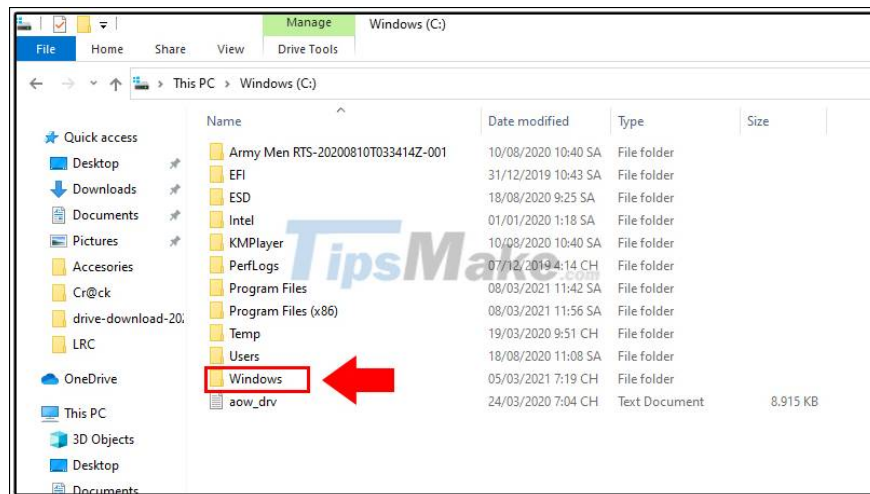 Manage Windows (C:)
File Home Share View Drive Tools
This PC > Windows (C:)
Name Date modified Type Size
Quick access
Desktop
Downloads
Documents
Pictures
Accesories
Cr@ck
drive-download-20
LRC
OneDrive
This PC
3D Objects
Desktop
Documents
Army Men RTS-20200810T033414Z-001 10/08/2020 10:40 SA File folder
EFI 31/12/2019 10:43 SA File folder
ESD 18/08/2020 9:25 SA File folder
Intel 01/01/2020 1:18 SA File folder
KMPlayer 10/08/2020 10:40 SA File folder
PerfLogs 07/12/2019 4:14 CH File folder
Program Files 08/03/2021 11:42 SA File folder
Program Files (x86) 08/03/2021 11:56 SA File folder
Temp 19/03/2020 9:51 CH File folder
Users 18/08/2020 11:08 SA File folder
Windows 05/03/2021 7:19 CH File folder
aow_drv 24/03/2020 7:04 CH Text Document 8.915 KB
TipsMake.com